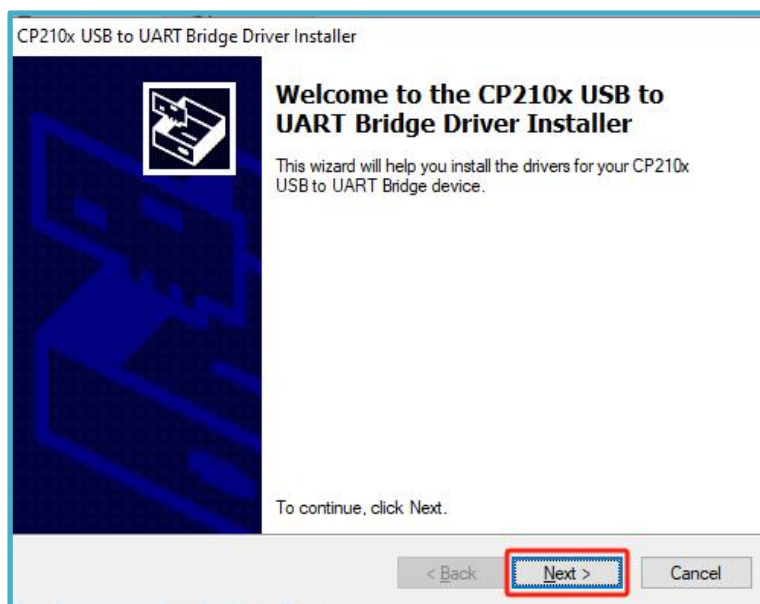 CP210x USB to UART Bridge Driver Installer
Welcome to the CP210x USB to
UART Bridge Driver Installer
This wizard will help you install the drivers for your CP210x
USB to UART Bridge device.
To continue, click Next.
< Back Next > Cancel